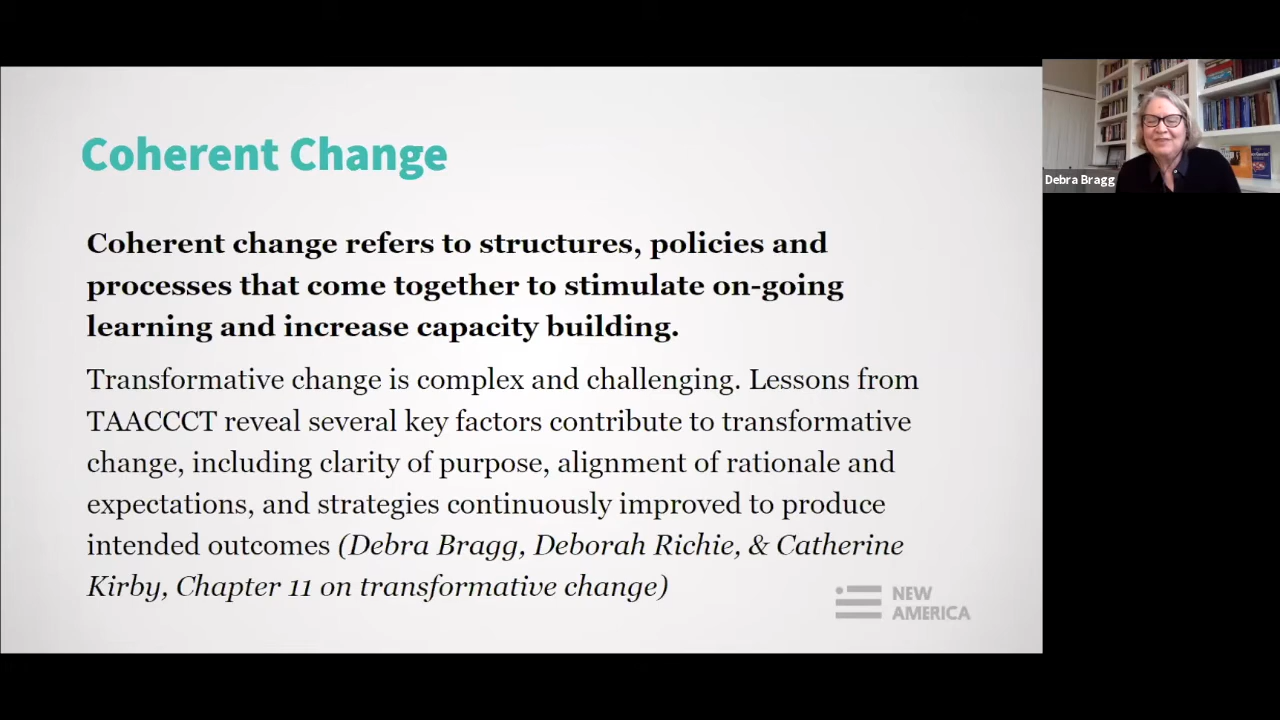 Coherent Change
Coherent change refers to structures, policies and
processes that come together to stimulate on-going
learning and increase capacity building.
Transformative change is complex and challenging. Lessons from
TAACCCT reveal several key factors contribute to transformative
change, including clarity of purpose, alignment of rationale and
expectations, and strategies continuously improved to produce
intended outcomes (Debra Bragg, Deborah Richie, & Catherine
Kirby, Chapter 11 on transformative change)
NEW
AMERICA
Debra Bragg